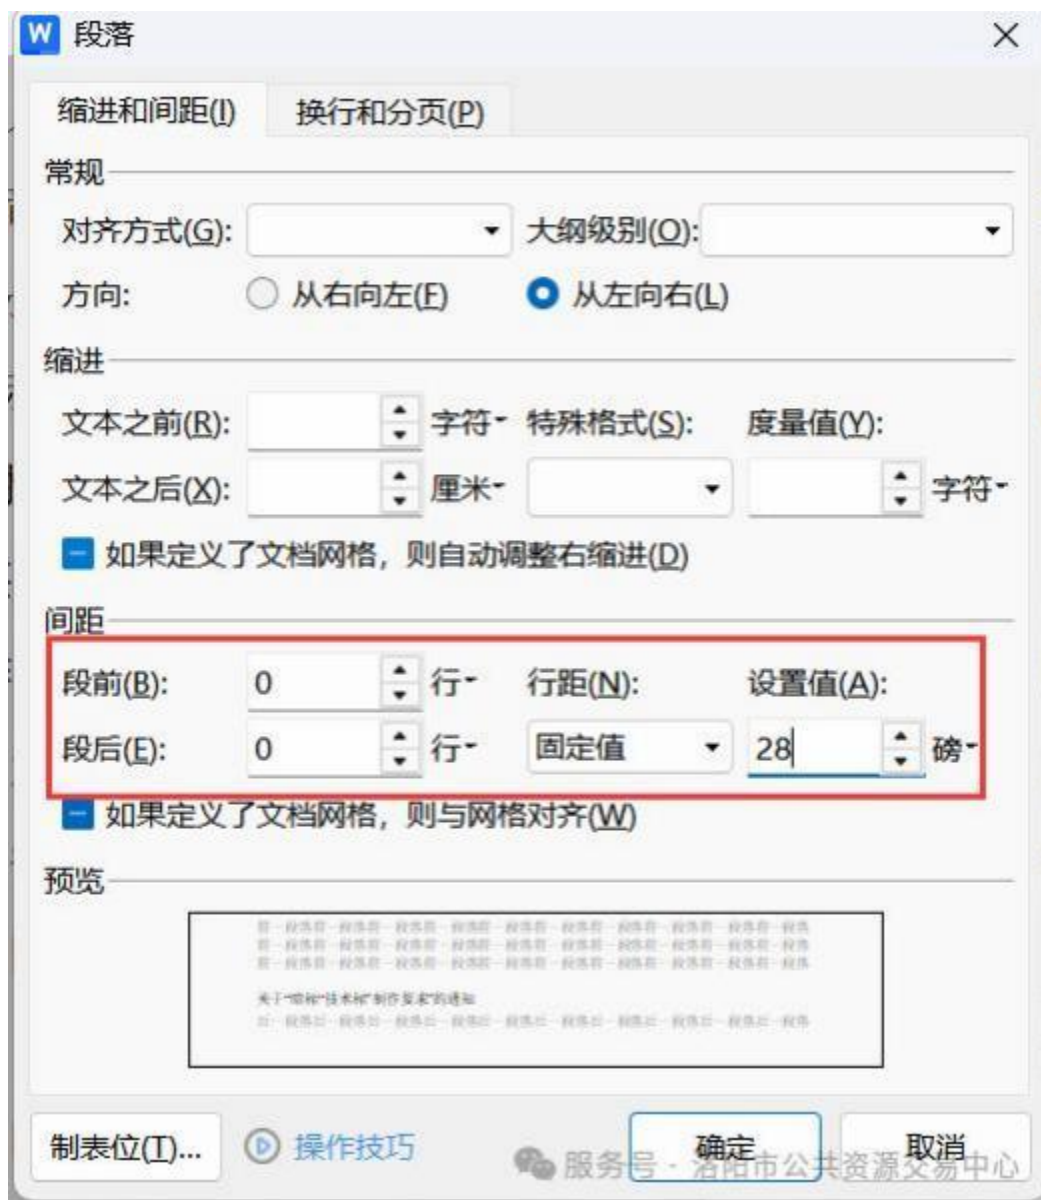 W 段落
缩进和间距(I) 换行和分页(P)
常规
对齐方式(G): 大纲级别(O):
方向: 从右向左(F) 从左向右(L)
缩进
文本之前(R): 字符 特殊格式(S): 度量值(Y):
文本之后(X): 厘米 字符
如果定义了文档网格，则自动调整右缩进(D)
间距
段前(B): 0 行 行距(N): 设置值(A):
段后(E): 0 行 固定值 28 磅
如果定义了文档网格，则与网格对齐(W)
预览
制表位(T)... 操作技巧 确定 取消
服务号 · 洛阳市公共资源交易中心